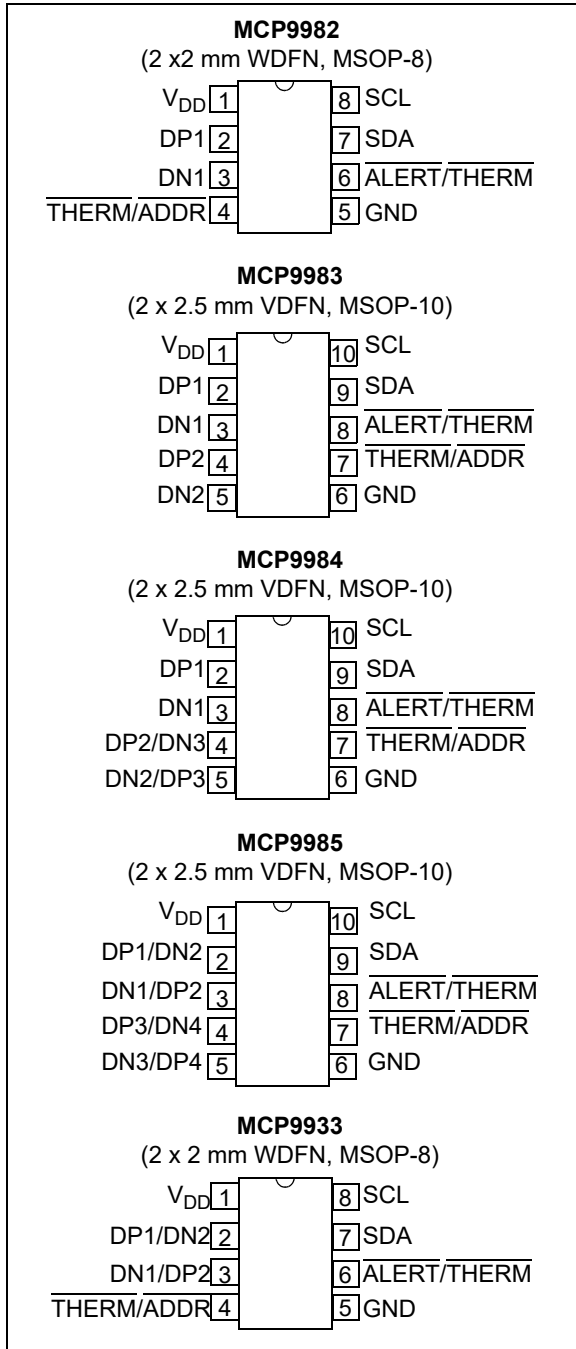 MCP9982
(2 x2 mm WDFN, MSOP-8)
VDD 1 8 SCL
DP1 2 7 SDA
DN1 3 6 ALERT/THERM
THERM/ADDR 4 5 GND
MCP9983
(2 x 2.5 mm VDFN, MSOP-10)
VDD 1 10 SCL
DP1 2 9 SDA
DN1 3 8 ALERT/THERM
DP2 4 7 THERM/ADDR
DN2 5 6 GND
MCP9984
(2 x 2.5 mm VDFN, MSOP-10)
VDD 1 10 SCL
DP1 2 9 SDA
DN1 3 8 ALERT/THERM
DP2/DN3 4 7 THERM/ADDR
DN2/DP3 5 6 GND
MCP9985
(2 x 2.5 mm VDFN, MSOP-10)
VDD 1 10 SCL
DP1/DN2 2 9 SDA
DN1/DP2 3 8 ALERT/THERM
DP3/DN4 4 7 THERM/ADDR
DN3/DP4 5 6 GND
MCP9933
(2 x 2 mm WDFN, MSOP-8)
VDD 1 8 SCL
DP1/DN2 2 7 SDA
DN1/DP2 3 6 ALERT/THERM
THERM/ADDR 4 5 GND